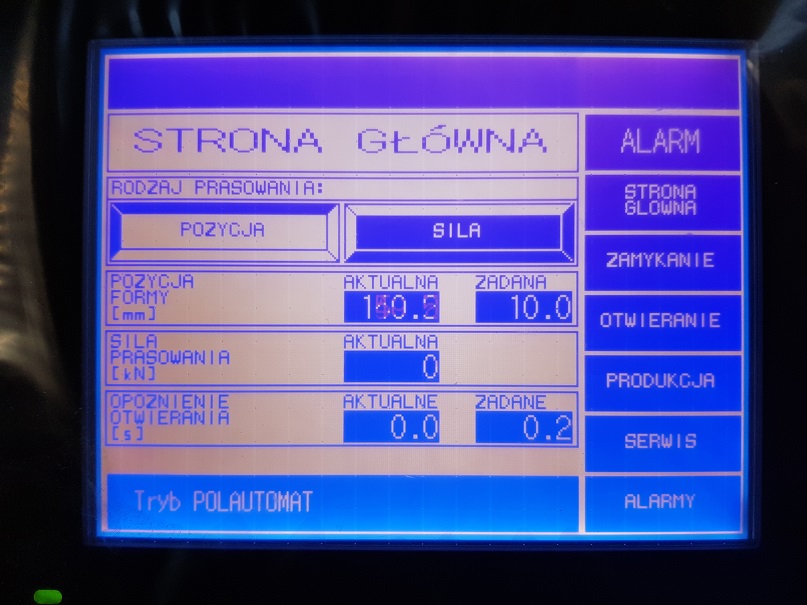 STRONA GŁÓWNA
ALARM
RODZAJ PRASOWANIA:
STRONA
GLOWNA
POZYCJA
SILA
ZAMYKANIE
POZYCJA
FORMY
[mm]
AKTUALNA
ZADANA
10.0
OTWIERANIE
SILA
PRASOWANIA
[kN]
AKTUALNA
0
PRODUKCJA
OPOZNIENIE
OTWIERANIA
[s]
AKTUALNE
0.0
ZADANE
0.2
SERWIS
Tryb POLAUTOMAT
ALARMY